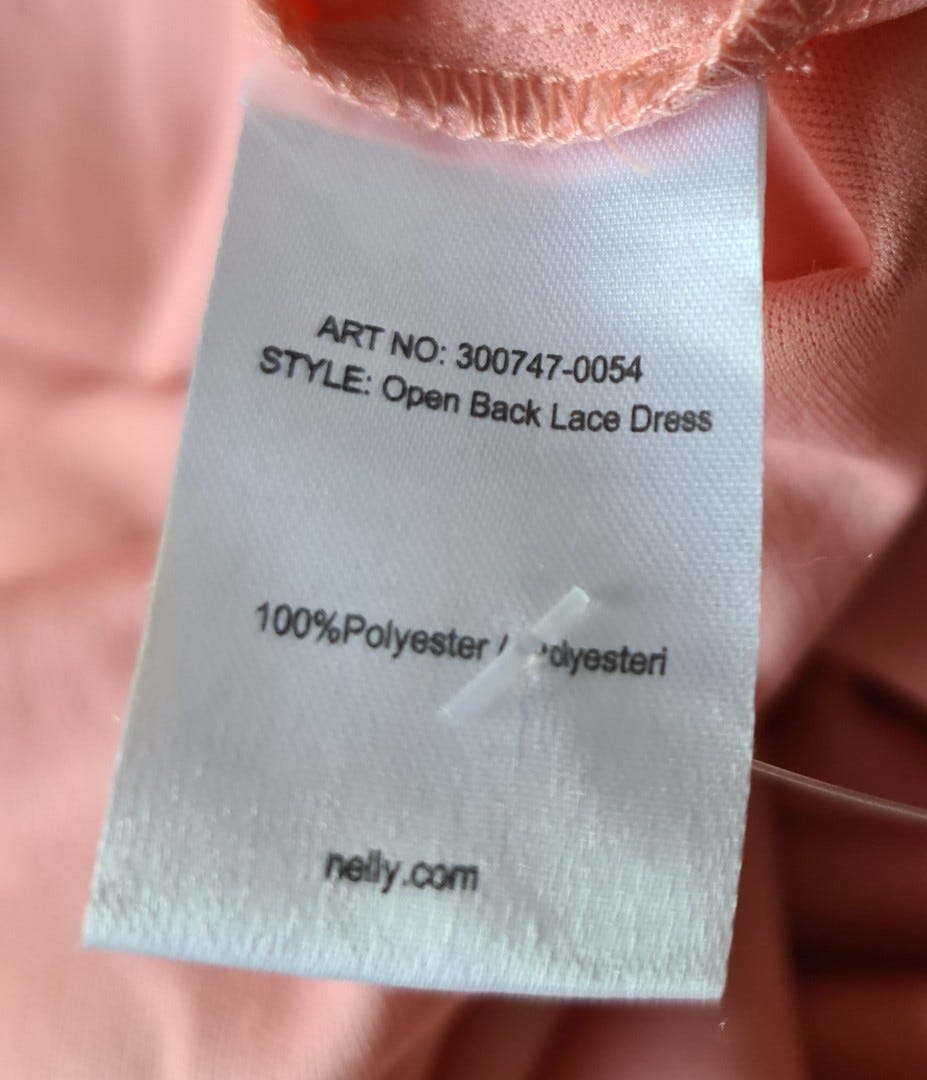 ART NO: 300747-0054
STYLE: Open Back Lace Dress
100%Polyester /
nelly.com